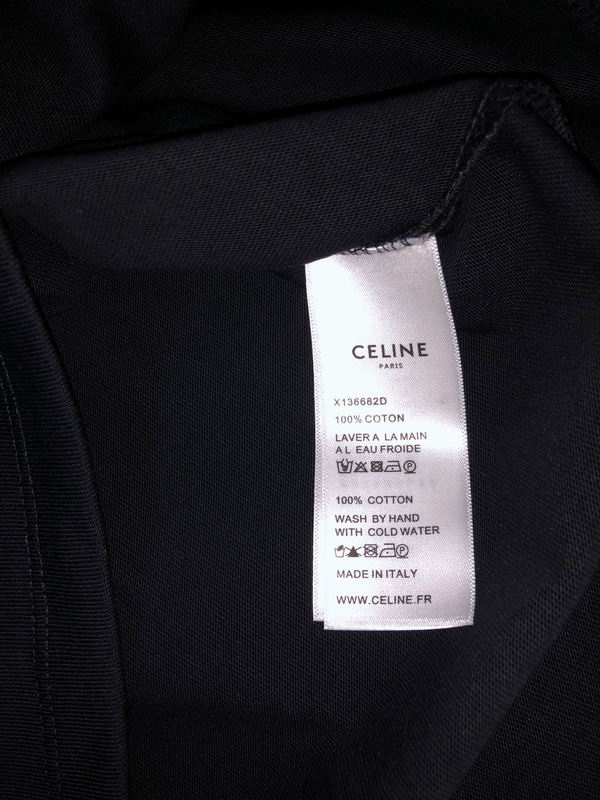 CELINE
PARIS
X136682D
100% COTON
LAVER A LA MAIN
A L EAU FROIDE
100% COTTON
WASH BY HAND
WITH COLD WATER
MADE IN ITALY
WWW.CELINE.FR